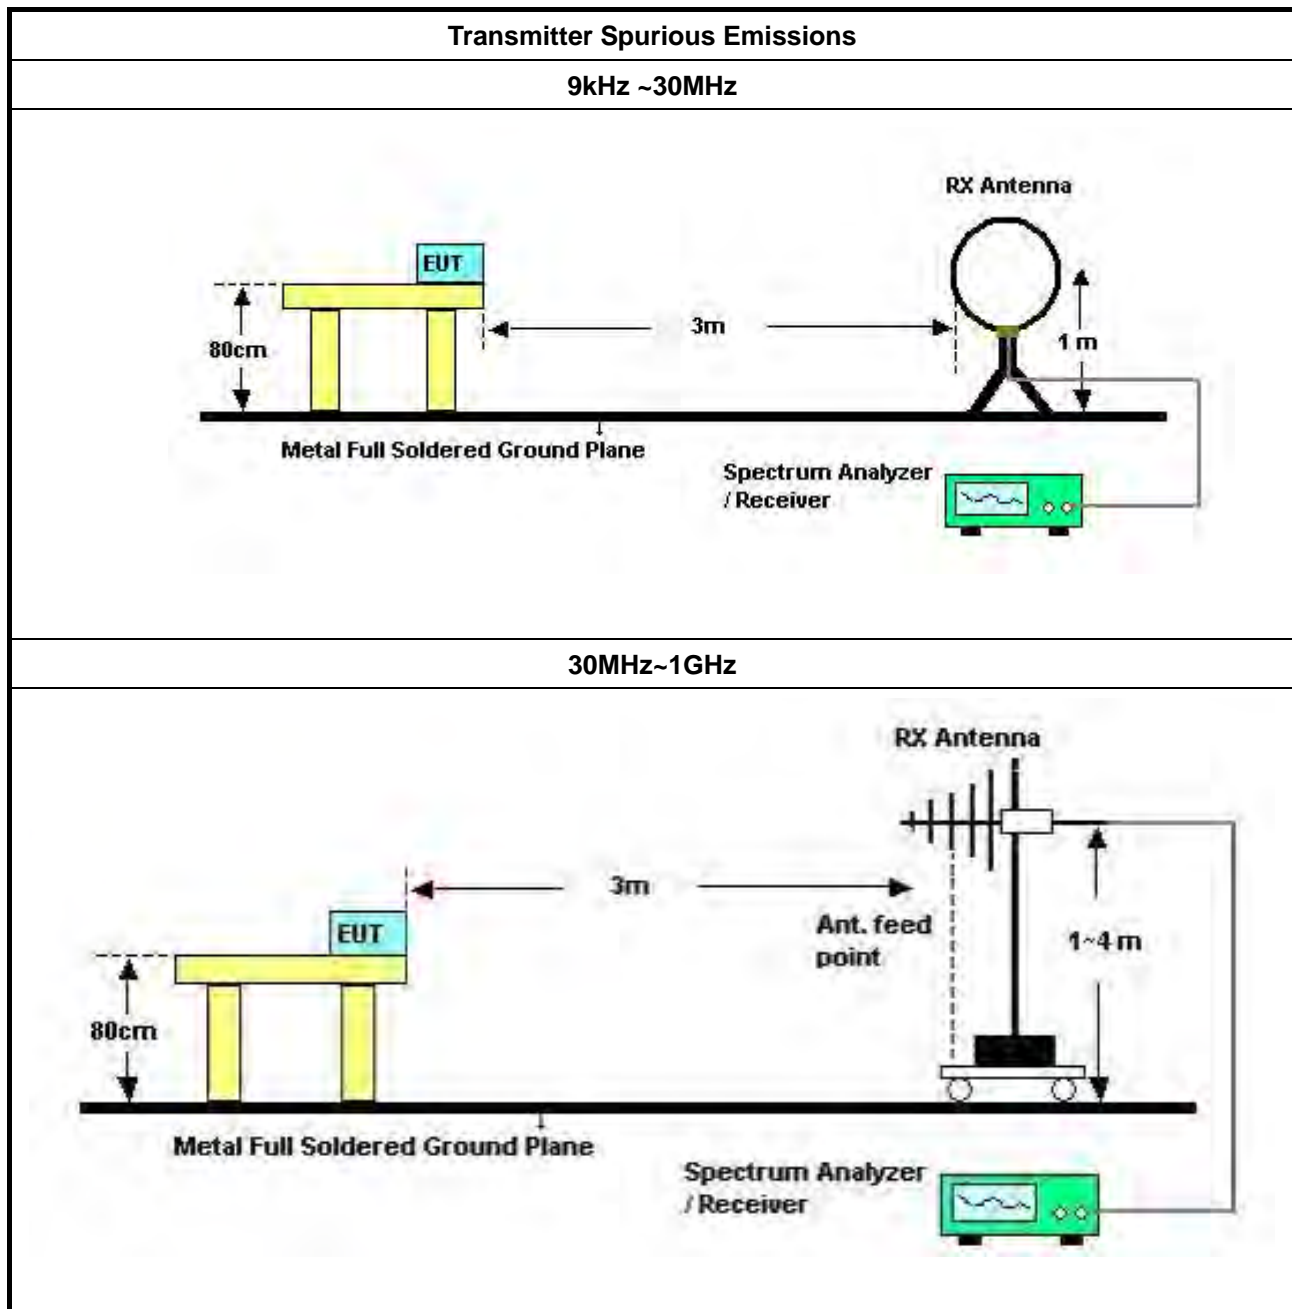 Transmitter Spurious Emissions
9kHz ~30MHz
RX Antenna
EUT
3m
80cm
1 m
Metal Full Soldered Ground Plane
Spectrum Analyzer
/ Receiver
30MHz~1GHz
RX Antenna
3m
EUT
Ant. feed
point
1~4 m
80cm
Metal Full Soldered Ground Plane
Spectrum Analyzer
/ Receiver